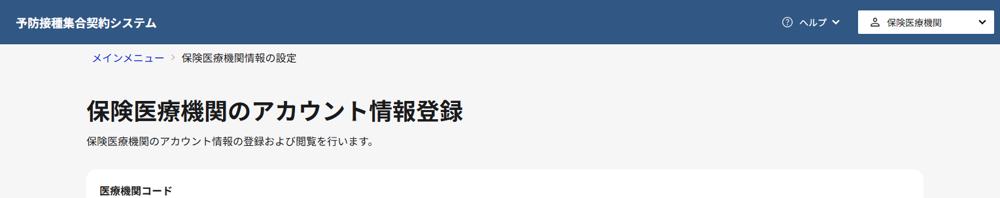 予防接種集合契約システム
ヘルプ
保険医療機関
メインメニュー > 保険医療機関情報の設定
保険医療機関のアカウント情報登録
保険医療機関のアカウント情報の登録および閲覧を行います。
医療機関コード